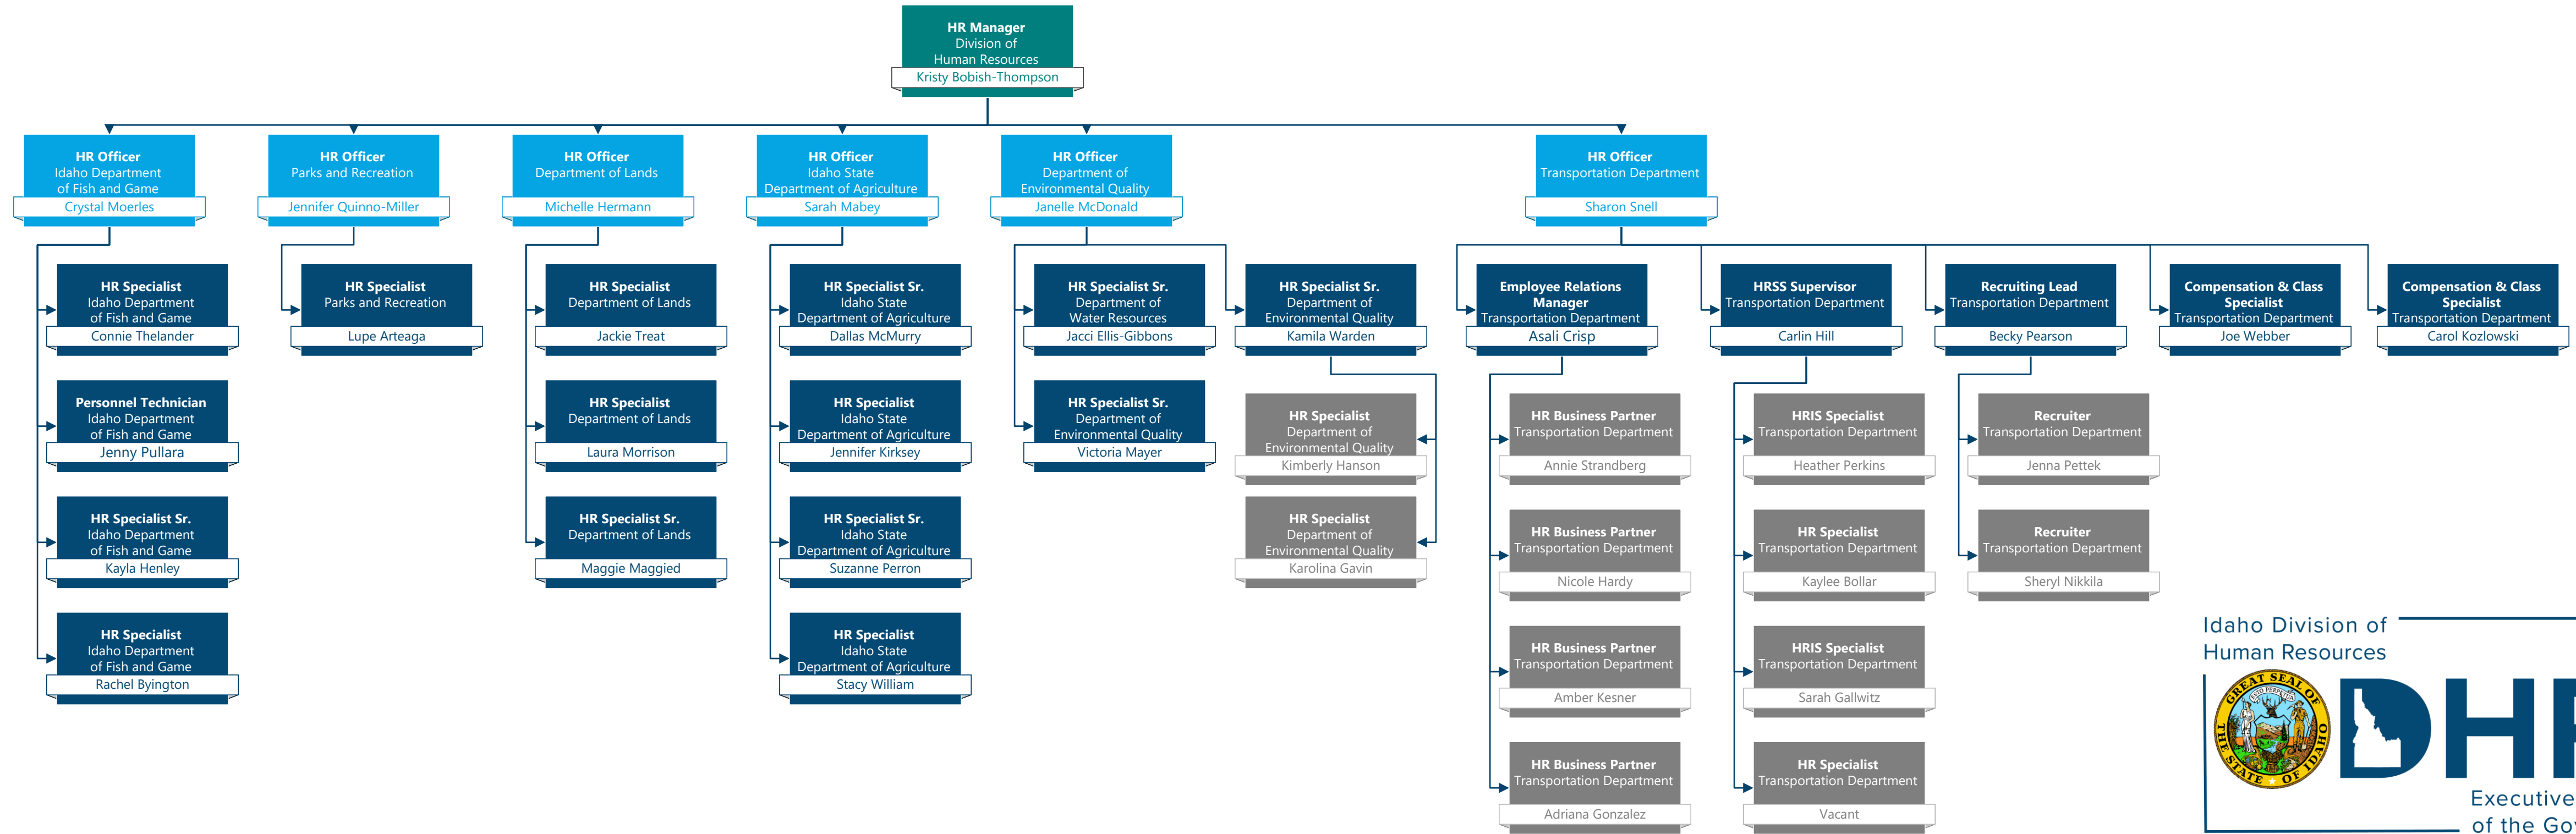 HR Manager
Division of
Human Resources
Kristy Bobish-Thompson
HR Officer
Idaho Department
of Fish and Game
Crystal Moerles
HR Officer
Parks and Recreation
Jennifer Quinno-Miller
HR Officer
Department of Lands
Michelle Hermann
HR Officer
Idaho State
Department of Agriculture
Sarah Mabey
HR Officer
Department of
Environmental Quality
Janelle McDonald
HR Officer
Transportation Department
Sharon Snell
HR Specialist
Idaho Department
of Fish and Game
Connie Thelander
HR Specialist
Parks and Recreation
Lupe Arteaga
HR Specialist
Department of Lands
Jackie Treat
HR Specialist Sr.
Idaho State
Department of Agriculture
Dallas McMurry
HR Specialist Sr.
Department of
Water Resources
Jacci Ellis-Gibbons
HR Specialist Sr.
Department of
Environmental Quality
Kamila Warden
Employee Relations
Manager
Transportation Department
Asali Crisp
HRSS Supervisor
Transportation Department
Carlin Hill
Recruiting Lead
Transportation Department
Becky Pearson
Compensation & Class
Specialist
Transportation Department
Joe Webber
Compensation & Class
Specialist
Transportation Department
Carol Kozlowski
Personnel Technician
Idaho Department
of Fish and Game
Jenny Pullara
HR Specialist
Department of Lands
Laura Morrison
HR Specialist
Idaho State
Department of Agriculture
Jennifer Kirksey
HR Specialist Sr.
Department of
Environmental Quality
Victoria Mayer
HR Specialist
Department of
Environmental Quality
Kimberly Hanson
HR Business Partner
Transportation Department
Annie Strandberg
HRIS Specialist
Transportation Department
Heather Perkins
Recruiter
Transportation Department
Jenna Pettek
HR Specialist Sr.
Idaho Department
of Fish and Game
Kayla Henley
HR Specialist Sr.
Department of Lands
Maggie Maggied
HR Specialist Sr.
Idaho State
Department of Agriculture
Suzanne Perron
HR Specialist
Department of
Environmental Quality
Karolina Gavin
HR Business Partner
Transportation Department
Nicole Hardy
HR Specialist
Transportation Department
Kaylee Bollar
Recruiter
Transportation Department
Sheryl Nikkila
HR Specialist
Idaho Department
of Fish and Game
Rachel Byington
HR Specialist
Idaho State
Department of Agriculture
Stacy William
HR Business Partner
Transportation Department
Amber Kesner
HRIS Specialist
Transportation Department
Sarah Gallwitz
HR Business Partner
Transportation Department
Adriana Gonzalez
HR Specialist
Transportation Department
Vacant
Idaho Division of
Human Resources
GREAT SEAL OF
THE STATE OF IDAHO
DH
Executive
of the